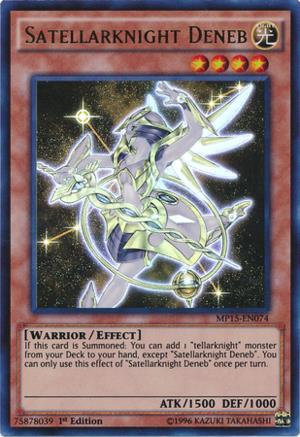 SATELLARKNIGHT DENEB
LIGHT
光
MP15-EN074
[WARRIOR / EFFECT]
If this card is Summoned: You can add 1 "tellarknight" monster
from your Deck to your hand, except "Satellarknight Deneb". You
can only use this effect of "Satellarknight Deneb" once per turn.
ATK/1500 DEF/1000
75878039 1st Edition ©1996 KAZUKI TAKAHASHI